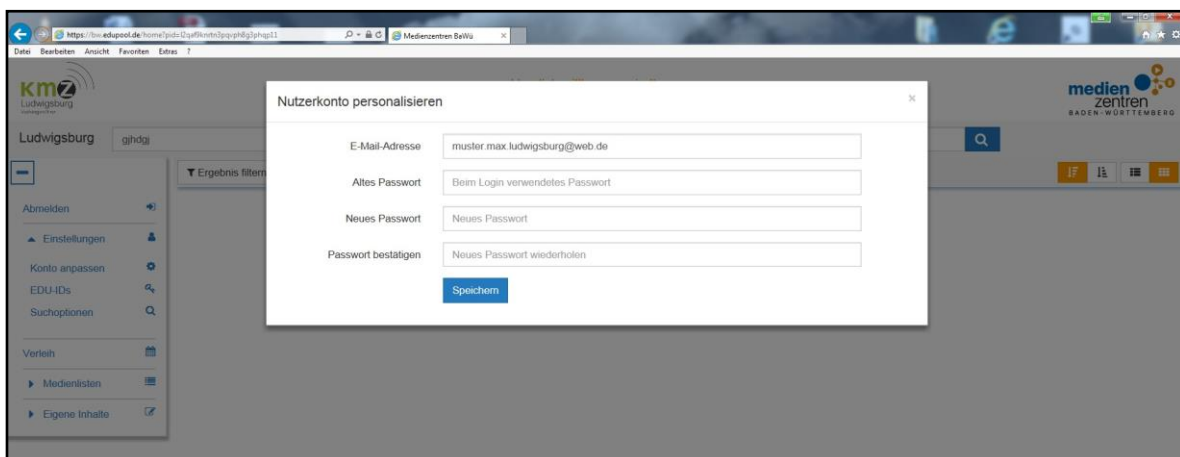 https://bw.edupool.de/home?pid=
Medienzentren BaWü
Datei Bearbeiten Ansicht Favoriten Extras ?
kmz
Ludwigsburg
medien
zentren
BADEN-WÜRTTEMBERG
Ludwigsburg
gjhdgj
Ergebnis filtern
Abmelden
Einstellungen
Konto anpassen
EDU-IDs
Suchoptionen
Verleih
Medienlisten
Eigene Inhalte
Nutzerkonto personalisieren
×
E-Mail-Adresse muster.max.ludwigsburg@web.de
Altes Passwort Beim Login verwendetes Passwort
Neues Passwort Neues Passwort
Passwort bestätigen Neues Passwort wiederholen
Speichern